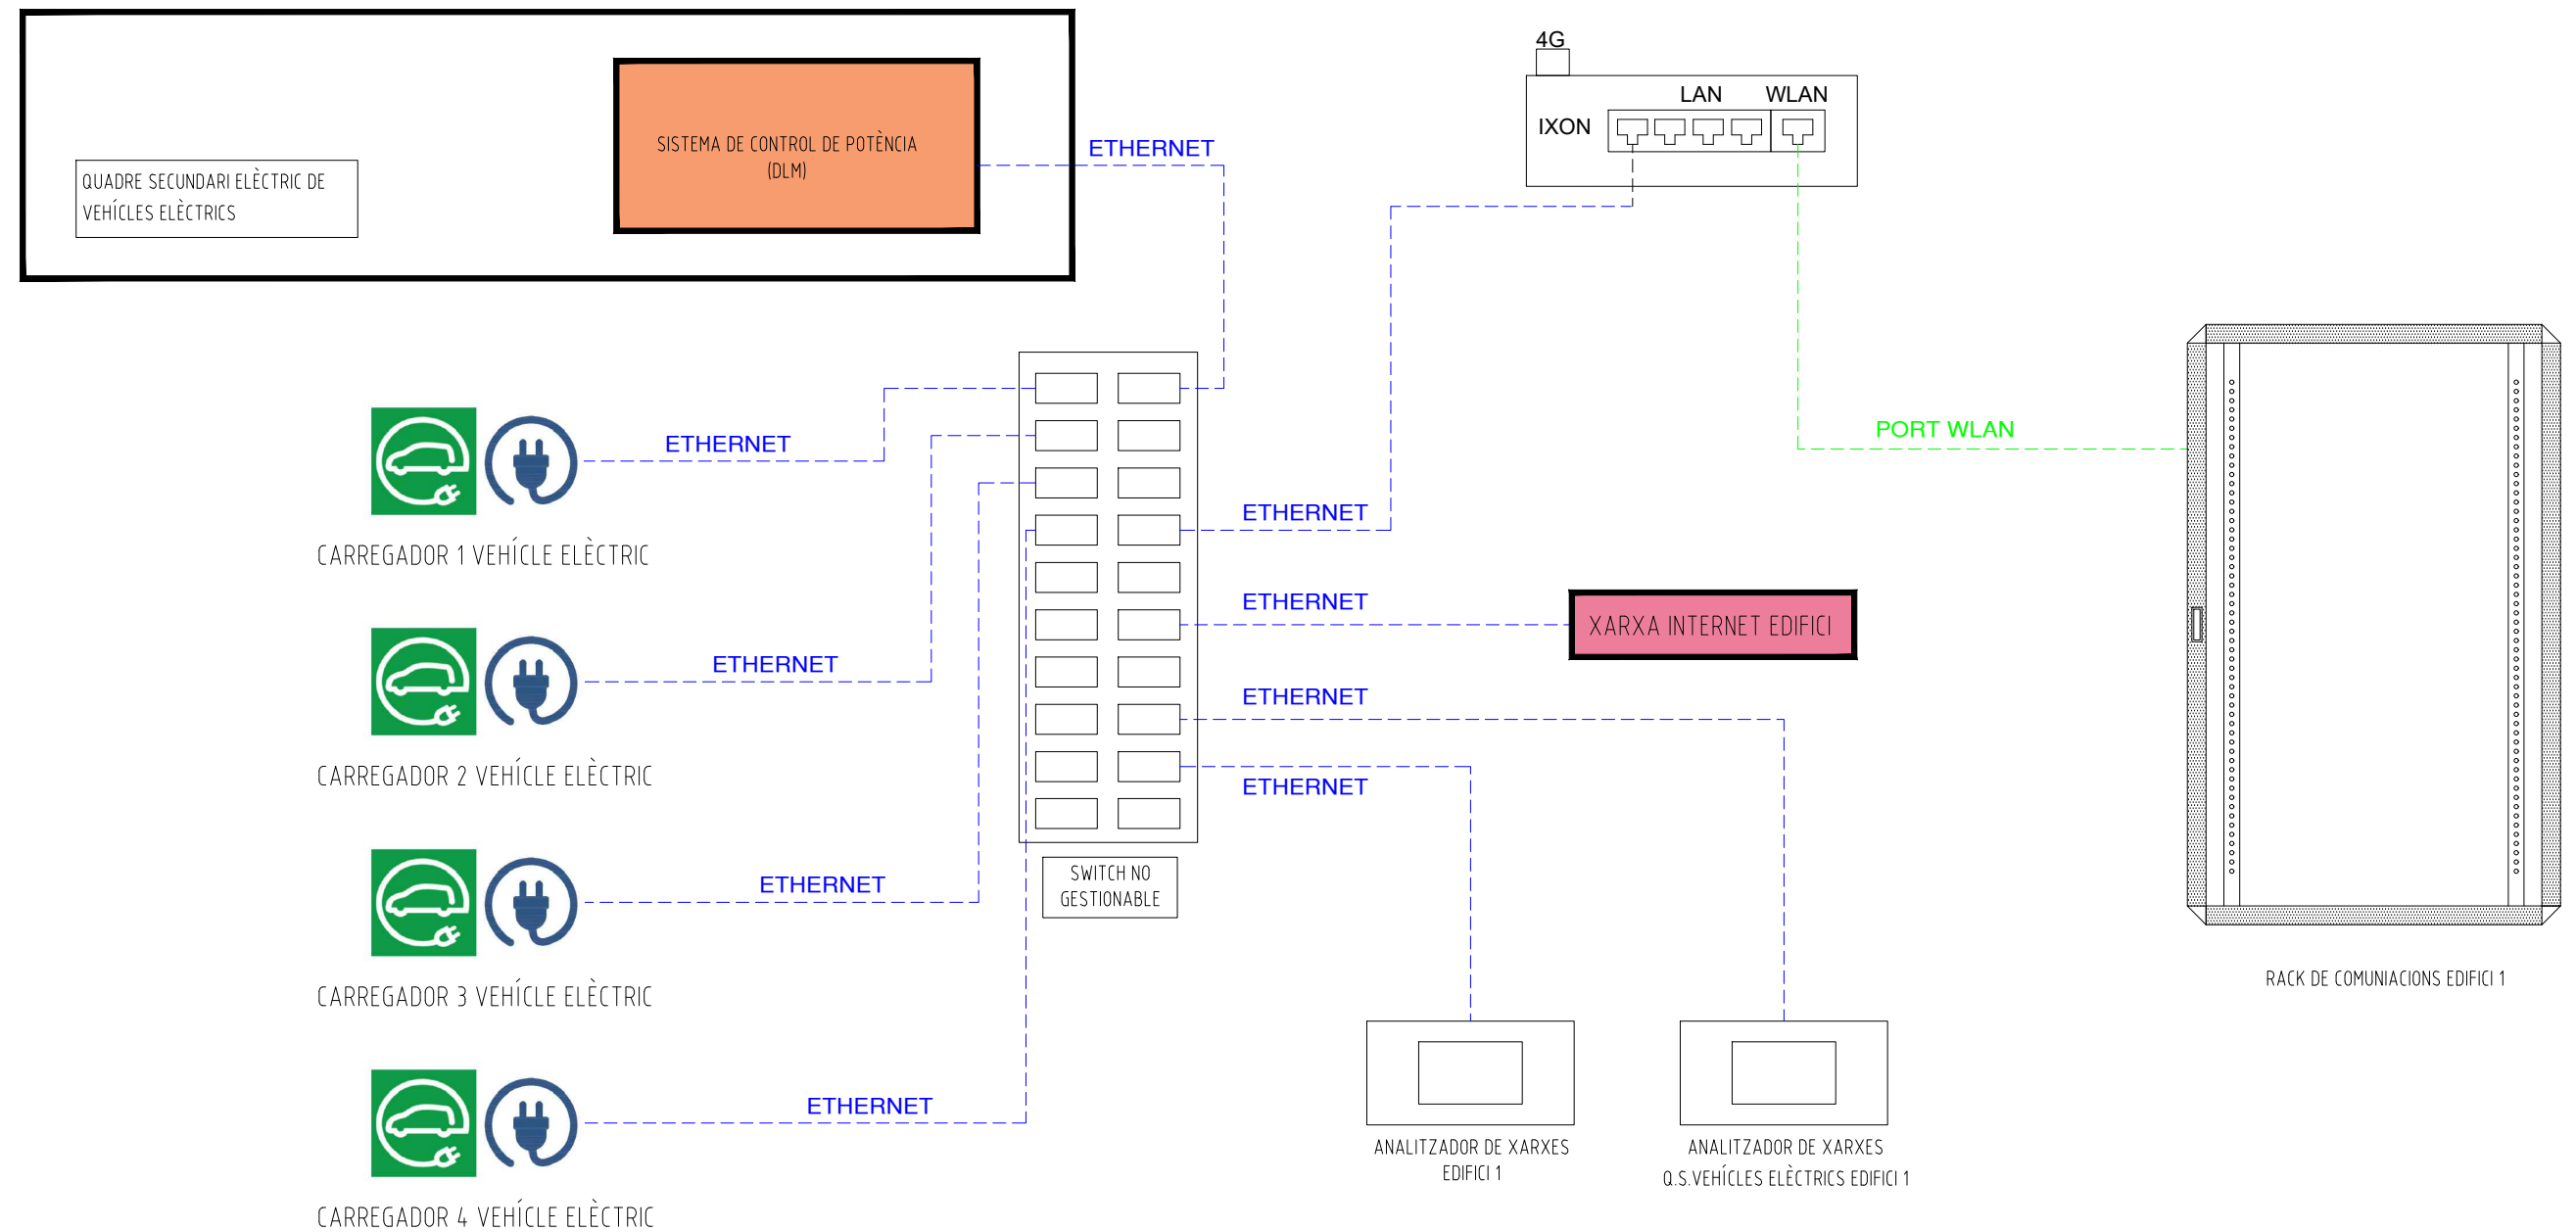 QUADRE SECUNDARI ELÈCTRIC DE
VEHÍCLES ELÈCTRICS
SISTEMA DE CONTROL DE POTÈNCIA
(DLM)
ETHERNET
4G
LAN
WLAN
IXON
ETHERNET
CARREGADOR 1 VEHÍCLE ELÈCTRIC
ETHERNET
CARREGADOR 2 VEHÍCLE ELÈCTRIC
ETHERNET
CARREGADOR 3 VEHÍCLE ELÈCTRIC
ETHERNET
CARREGADOR 4 VEHÍCLE ELÈCTRIC
SWITCH NO
GESTIONABLE
ETHERNET
ETHERNET
ETHERNET
ETHERNET
XARXA INTERNET EDIFICI
PORT WLAN
ANALITZADOR DE XARXES
EDIFICI 1
ANALITZADOR DE XARXES
Q.S.VEHÍCLES ELÈCTRICS EDIFICI 1
RACK DE COMUNIACIONS EDIFICI 1